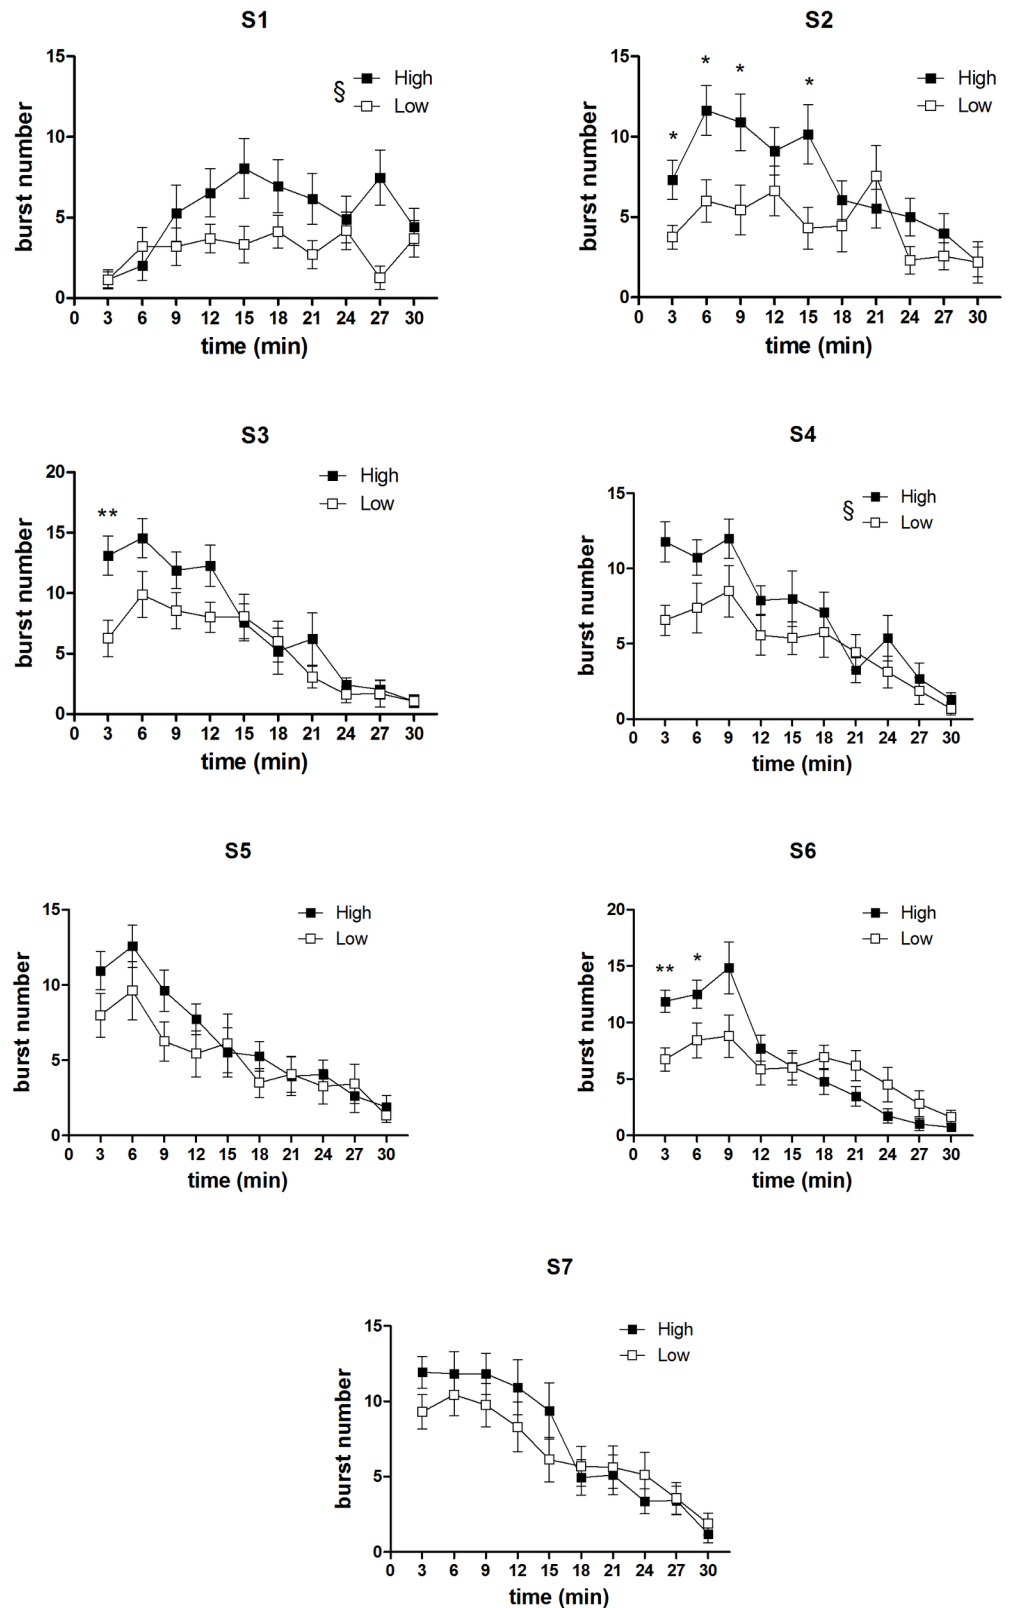 S1
15
10
5
0
burst number
§
High
Low
0 3 6 9 12 15 18 21 24 27 30
time (min)
S2
15
10
5
0
burst number
* * * *
High
Low
0 3 6 9 12 15 18 21 24 27 30
time (min)
S3
20
15
10
5
0
burst number
**
High
Low
0 3 6 9 12 15 18 21 24 27 30
time (min)
S4
15
10
5
0
burst number
§
High
Low
0 3 6 9 12 15 18 21 24 27 30
time (min)
S5
15
10
5
0
burst number
High
Low
0 3 6 9 12 15 18 21 24 27 30
time (min)
S6
20
15
10
5
0
burst number
** *
High
Low
0 3 6 9 12 15 18 21 24 27 30
time (min)
S7
15
10
5
0
burst number
High
Low
0 3 6 9 12 15 18 21 24 27 30
time (min)